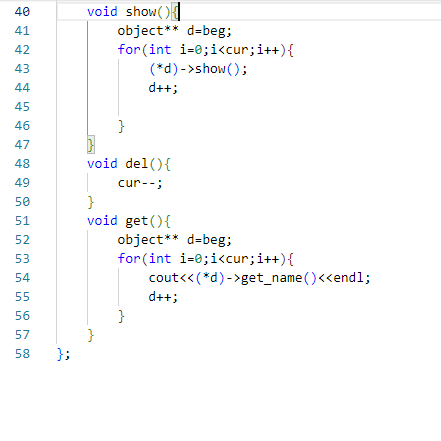 40 void show(){
41 object** d=beg;
42 for(int i=0;i<cur;i++){
43 (*d)->show();
44 d++;
45
46 }
47 }
48 void del(){
49 cur--;
50 }
51 void get(){
52 object** d=beg;
53 for(int i=0;i<cur;i++){
54 cout<<(*d)->get_name()<<endl;
55 d++;
56 }
57 }
58 };